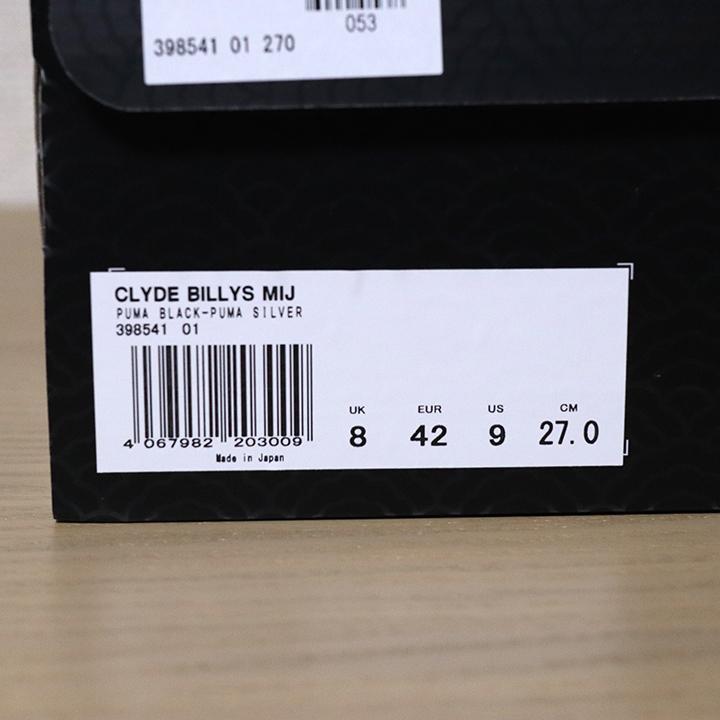 053
398541 01 270
CLYDE BILLYS MIJ
PUMA BLACK-PUMA SILVER
398541 01
4 067982 203009
Made in Japan
UK EUR US CM
8 42 9 27.0